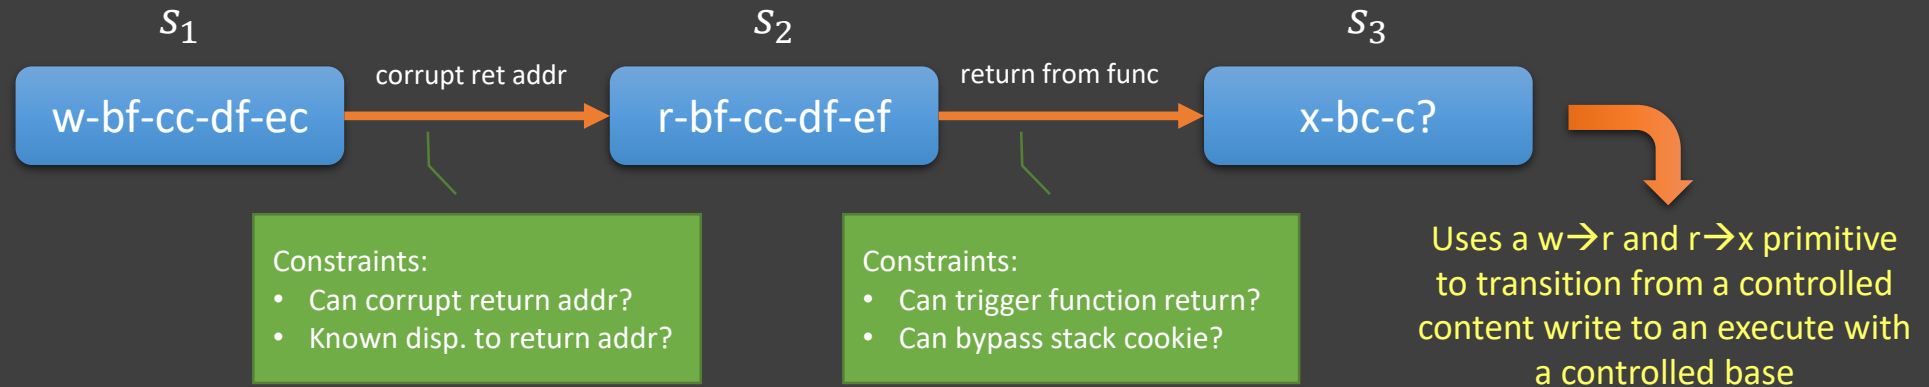 S₁
S₂
S₃
w-bf-cc-df-ec
corrupt ret addr
r-bf-cc-df-ef
return from func
x-bc-c?
Constraints:
• Can corrupt return addr?
• Known disp. to return addr?
Constraints:
• Can trigger function return?
• Can bypass stack cookie?
Uses a w→r and r→x primitive
to transition from a controlled
content write to an execute with
a controlled base